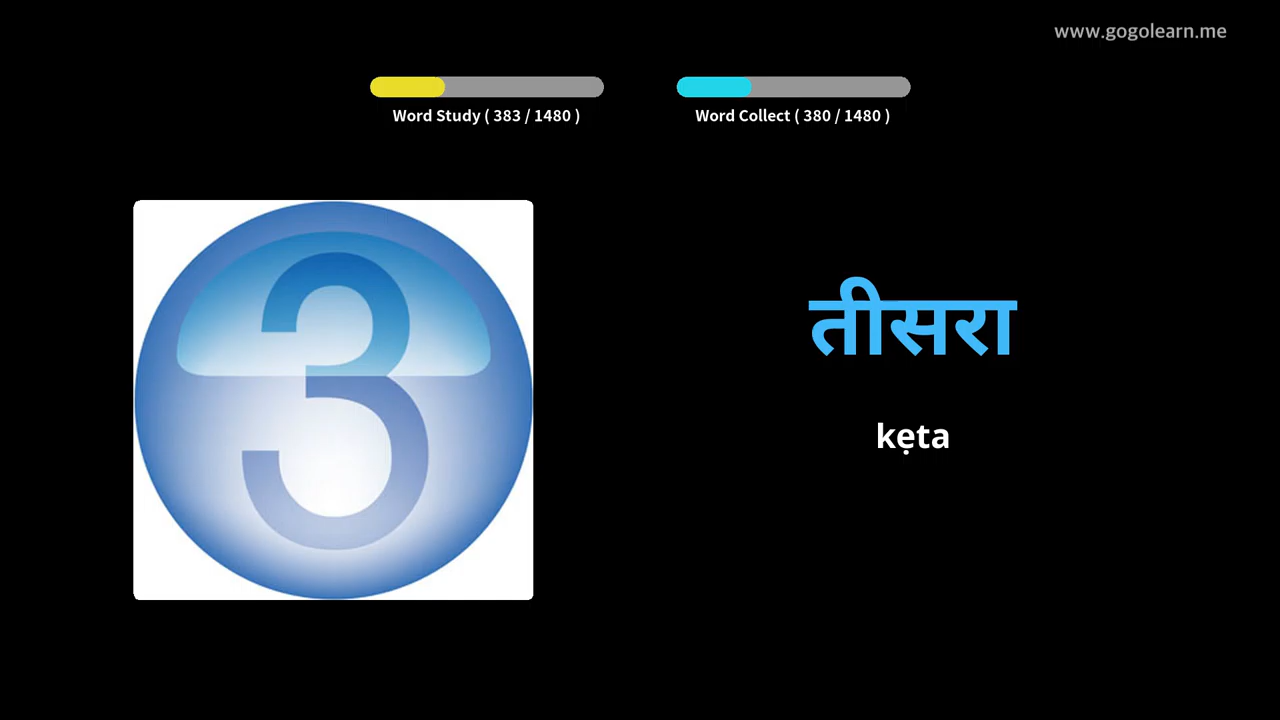 www.gogolearn.me
Word Study ( 383 / 1480 )
Word Collect ( 380 / 1480 )
3
तीसरा
kẹta